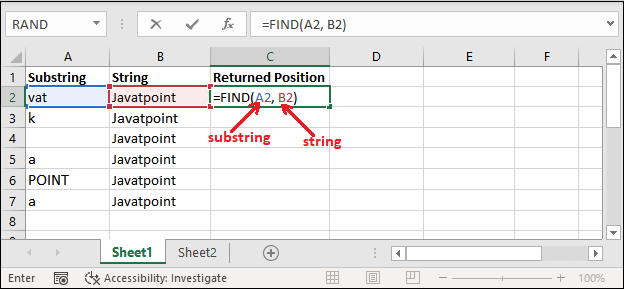 RAND =FIND(A2, B2)
A B C D E F
1 Substring String Returned Position
2 vat Javatpoint =FIND(A2, B2)
3 k Javatpoint
4 Javatpoint
substring string
5 a Javatpoint
6 POINT Javatpoint
7 a Javatpoint
8
Sheet1 Sheet2
Enter Accessibility: Investigate 100%